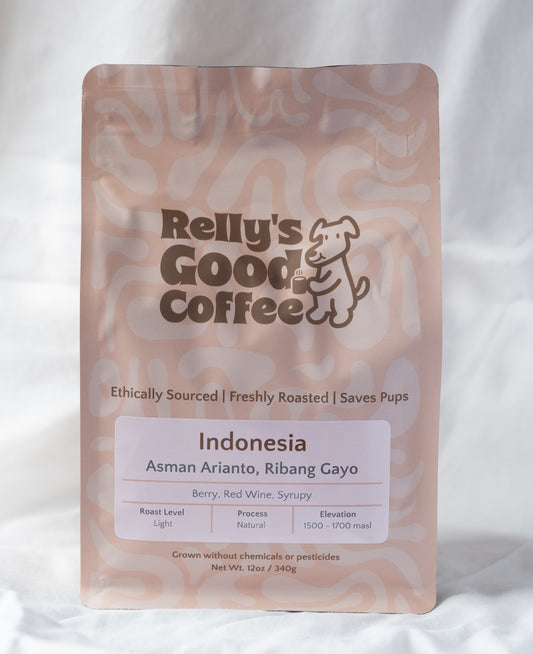 Relly's
Good
Coffee
Ethically Sourced | Freshly Roasted | Saves Pups
Indonesia
Asman Arianto, Ribang Gayo
Berry, Red Wine, Syrupy
Roast Level Process Elevation
Light Natural 1500 - 1700 masl
Grown without chemicals or pesticides
Net Wt. 12oz / 340g